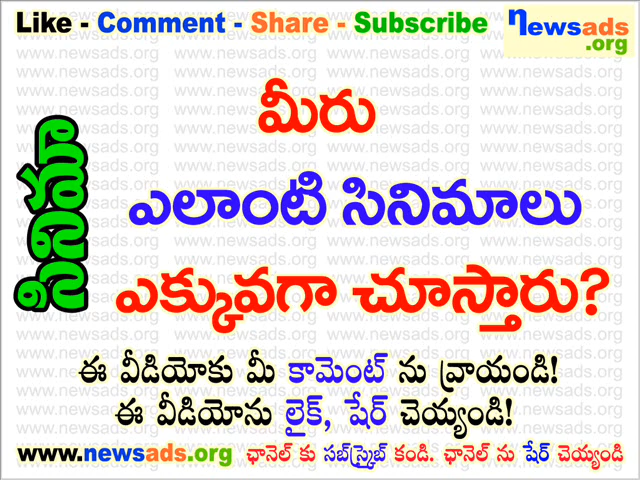 Like - Comment - Share - Subscribe
newsads
.org
సినిమా
మీరు
ఎలాంటి సినిమాలు
ఎక్కువగా చూస్తారు?
ఈ వీడియోకు మీ కామెంట్ ను వ్రాయండి!
ఈ వీడియోను లైక్, షేర్ చెయ్యండి!
www.newsads.org ఛానెల్ కు సబ్‌స్క్రైబ్ కండి. ఛానెల్ ను షేర్ చెయ్యండి